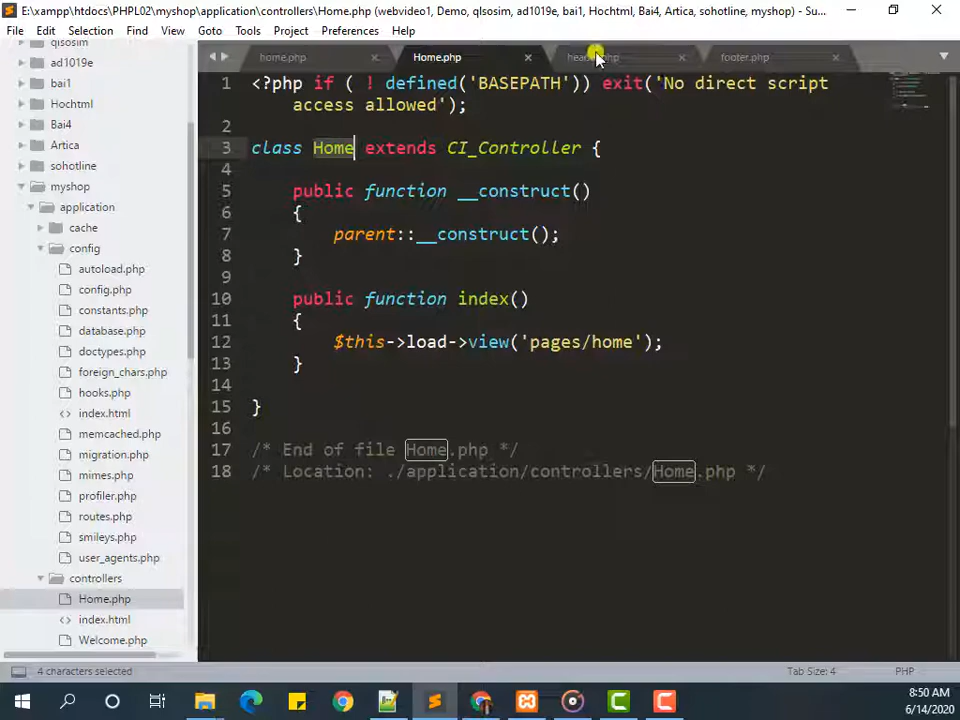 E:\xampp\htdocs\PHPL02\myshop\application\controllers\Home.php (webvideo1, Demo, qlsosim, ad1019e, bai1, Hochtml, Bai4, Artica, sohotline, myshop) - Su...
File Edit Selection Find View Goto Tools Project Preferences Help
qlsosim
ad1019e
bai1
Hochtml
Bai4
Artica
sohotline
myshop
application
cache
config
autoload.php
config.php
constants.php
database.php
doctypes.php
foreign_chars.php
hooks.php
index.html
memcached.php
migration.php
mimes.php
profiler.php
routes.php
smileys.php
user_agents.php
controllers
Home.php
index.html
Welcome.php
home.php Home.php footer.php
1 <?php if ( ! defined('BASEPATH')) exit('No direct script
access allowed');
2
3 class Home extends CI_Controller {
4
5 public function __construct()
6 {
7 parent::__construct();
8 }
9
10 public function index()
11 {
12 $this->load->view('pages/home');
13 }
14
15 }
16
17 /* End of file Home.php */
18 /* Location: ./application/controllers/Home.php */
4 characters selected Tab Size: 4 PHP
8:50 AM
6/14/2020